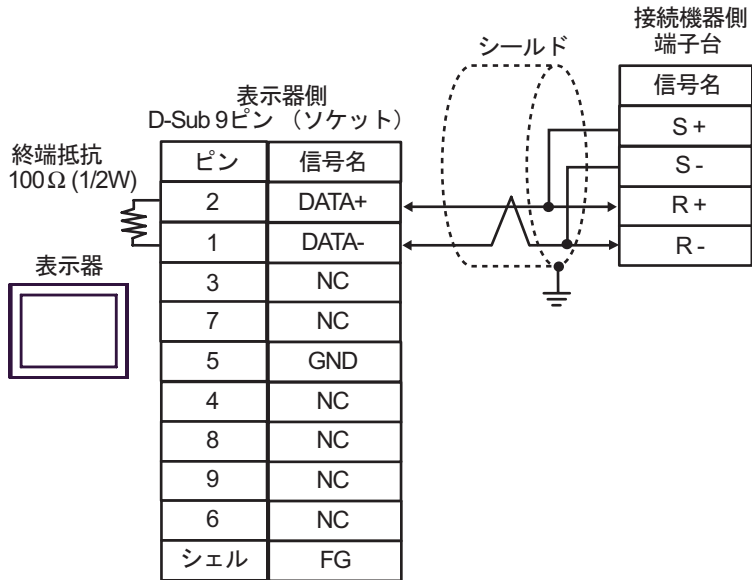 接続機器側
端子台
シールド
信号名
S+
S-
R+
R-
表示器側
D-Sub 9ピン （ソケット）
終端抵抗
100Ω (1/2W)
表示器
ピン 信号名
2 DATA+
1 DATA-
3 NC
7 NC
5 GND
4 NC
8 NC
9 NC
6 NC
シェル FG